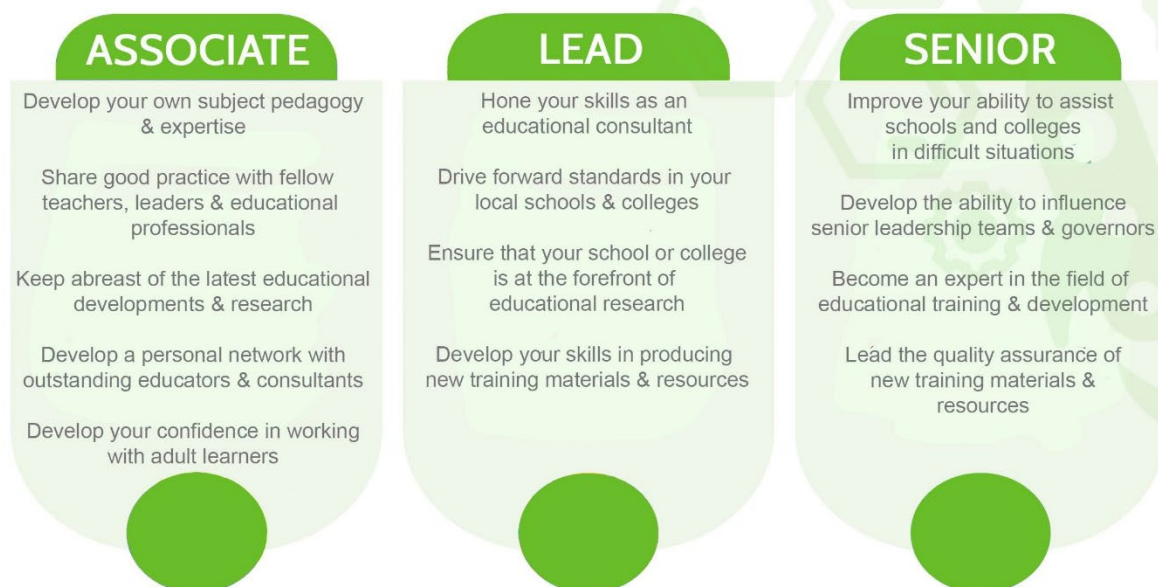 ASSOCIATE
Develop your own subject pedagogy
& expertise
Share good practice with fellow
teachers, leaders & educational
professionals
Keep abreast of the latest educational
developments & research
Develop a personal network with
outstanding educators & consultants
Develop your confidence in working
with adult learners
LEAD
Hone your skills as an
educational consultant
Drive forward standards in your
local schools & colleges
Ensure that your school or college
is at the forefront of
educational research
Develop your skills in producing
new training materials & resources
SENIOR
Improve your ability to assist
schools and colleges
in difficult situations
Develop the ability to influence
senior leadership teams & governors
Become an expert in the field of
educational training & development
Lead the quality assurance of
new training materials &
resources